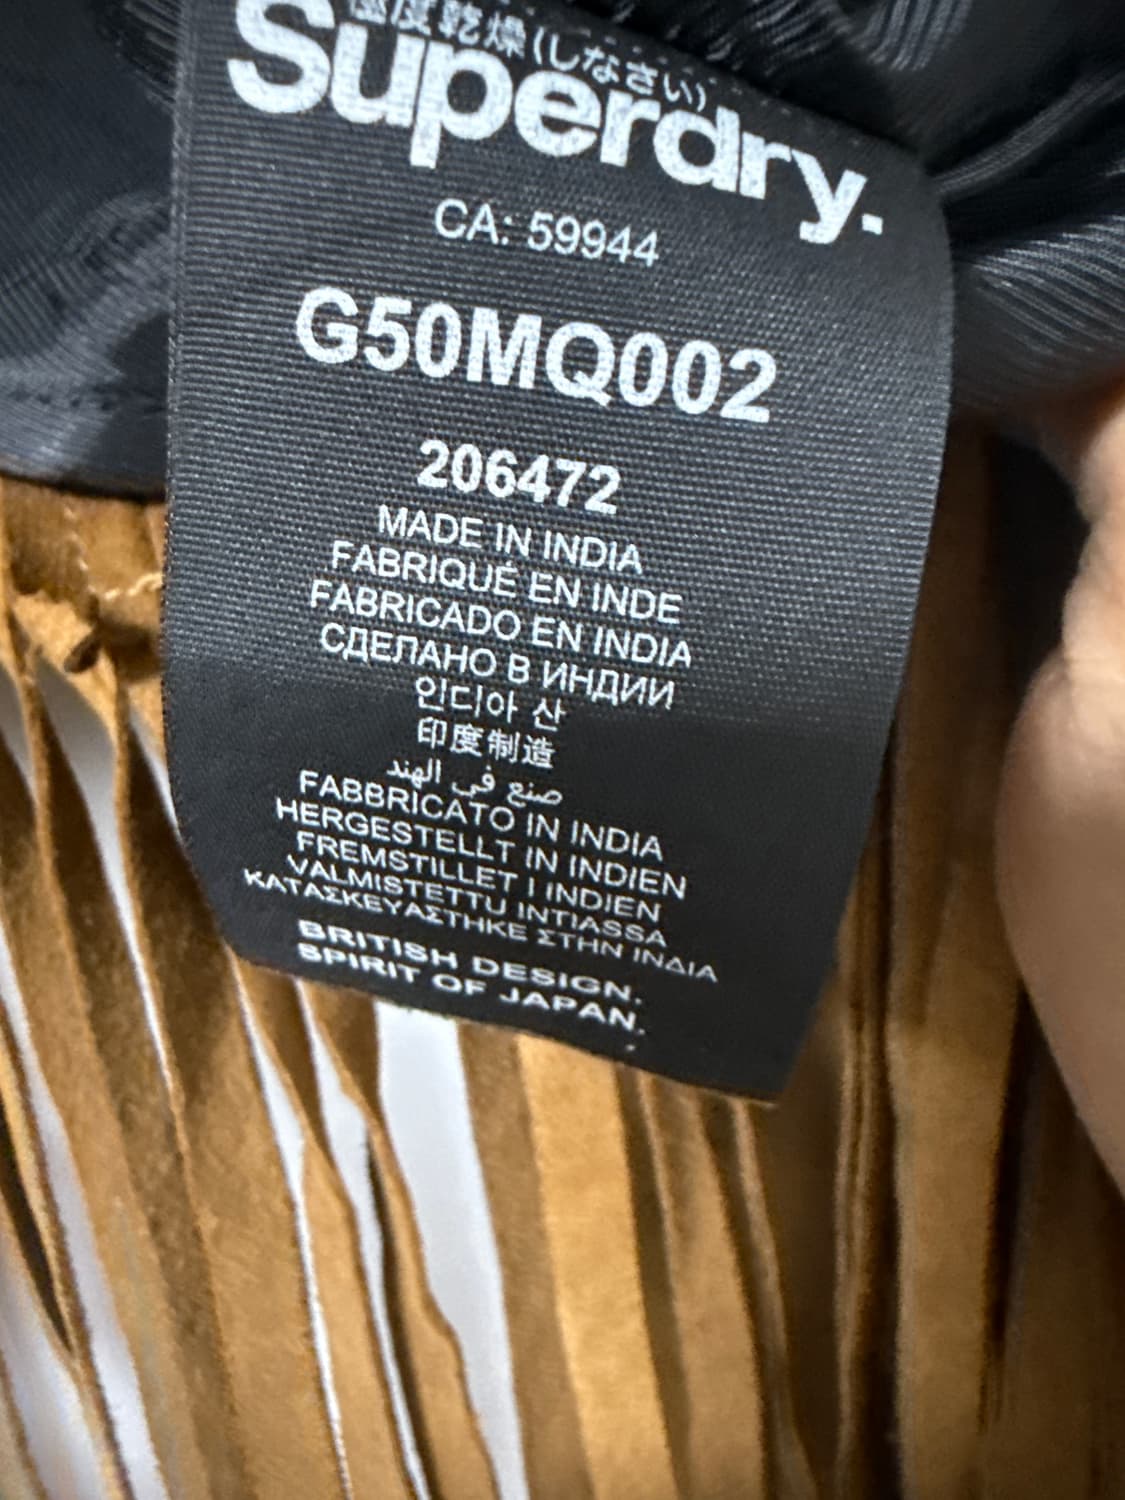 極度乾燥(しなさい)
Superdry.
CA: 59944
G50MQ002
206472
MADE IN INDIA
FABRIQUÉ EN INDE
FABRICADO EN INDIA
СДЕЛАНО В ИНДИИ
인디아 산
印度制造
صنع في الهند
FABBRICATO IN INDIA
HERGESTELLT IN INDIEN
FREMSTILLET I INDIEN
VALMISTETTU INTIASSA
ΚΑΤΑΣΚΕΥΑΣΤΗΚΕ ΣΤΗΝ ΙΝΔΙΑ
BRITISH DESIGN.
SPIRIT OF JAPAN.